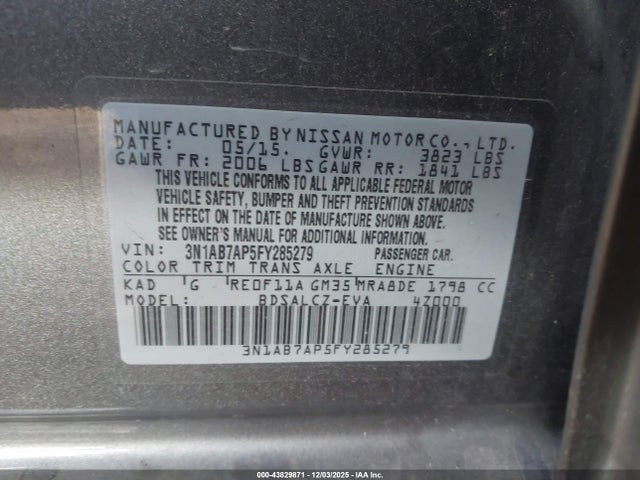 MANUFACTURED BY NISSAN MOTOR CO., LTD.
DATE: 05/15. GVWR: 3823 LBS
GAWR FR: 2006 LBS GAWR RR: 1841 LBS
THIS VEHICLE CONFORMS TO ALL APPLICABLE FEDERAL MOTOR
VEHICLE SAFETY, BUMPER AND THEFT PREVENTION STANDARDS
IN EFFECT ON THE DATE OF MANUFACTURE SHOWN ABOVE.
SEE OWNER'S MANUAL FOR ADDITIONAL INFORMATION.
VIN: 3N1AB7AP5FY285279 PASSENGER CAR.
COLOR TRIM TRANS AXLE ENGINE
KAD G RE0F11A GM35 MRA8DE 1798 CC
MODEL: BDSALCZ-EVA 4Z000
3N1AB7AP5FY285279
000-43829871 - 12/03/2025 - IAA Inc.